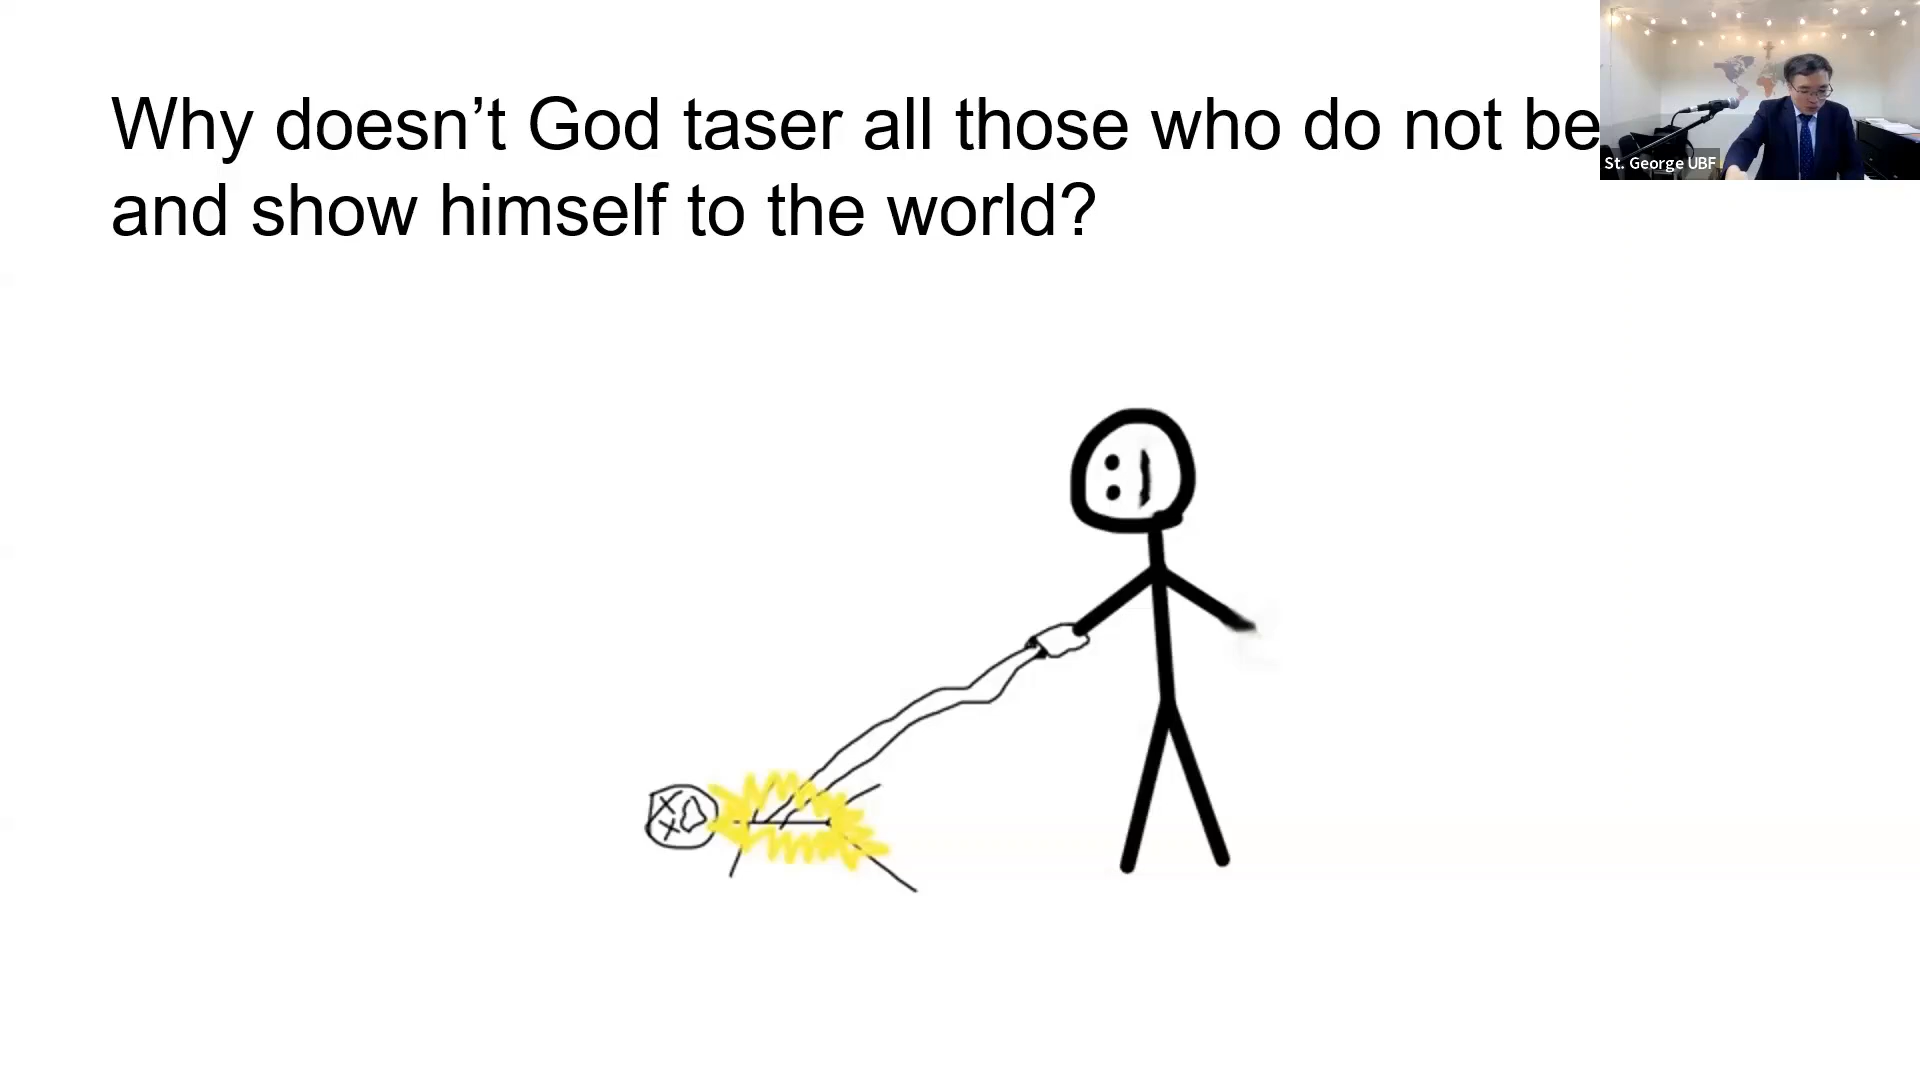 Why doesn’t God taser all those who do not be
and show himself to the world?
St. George UBF